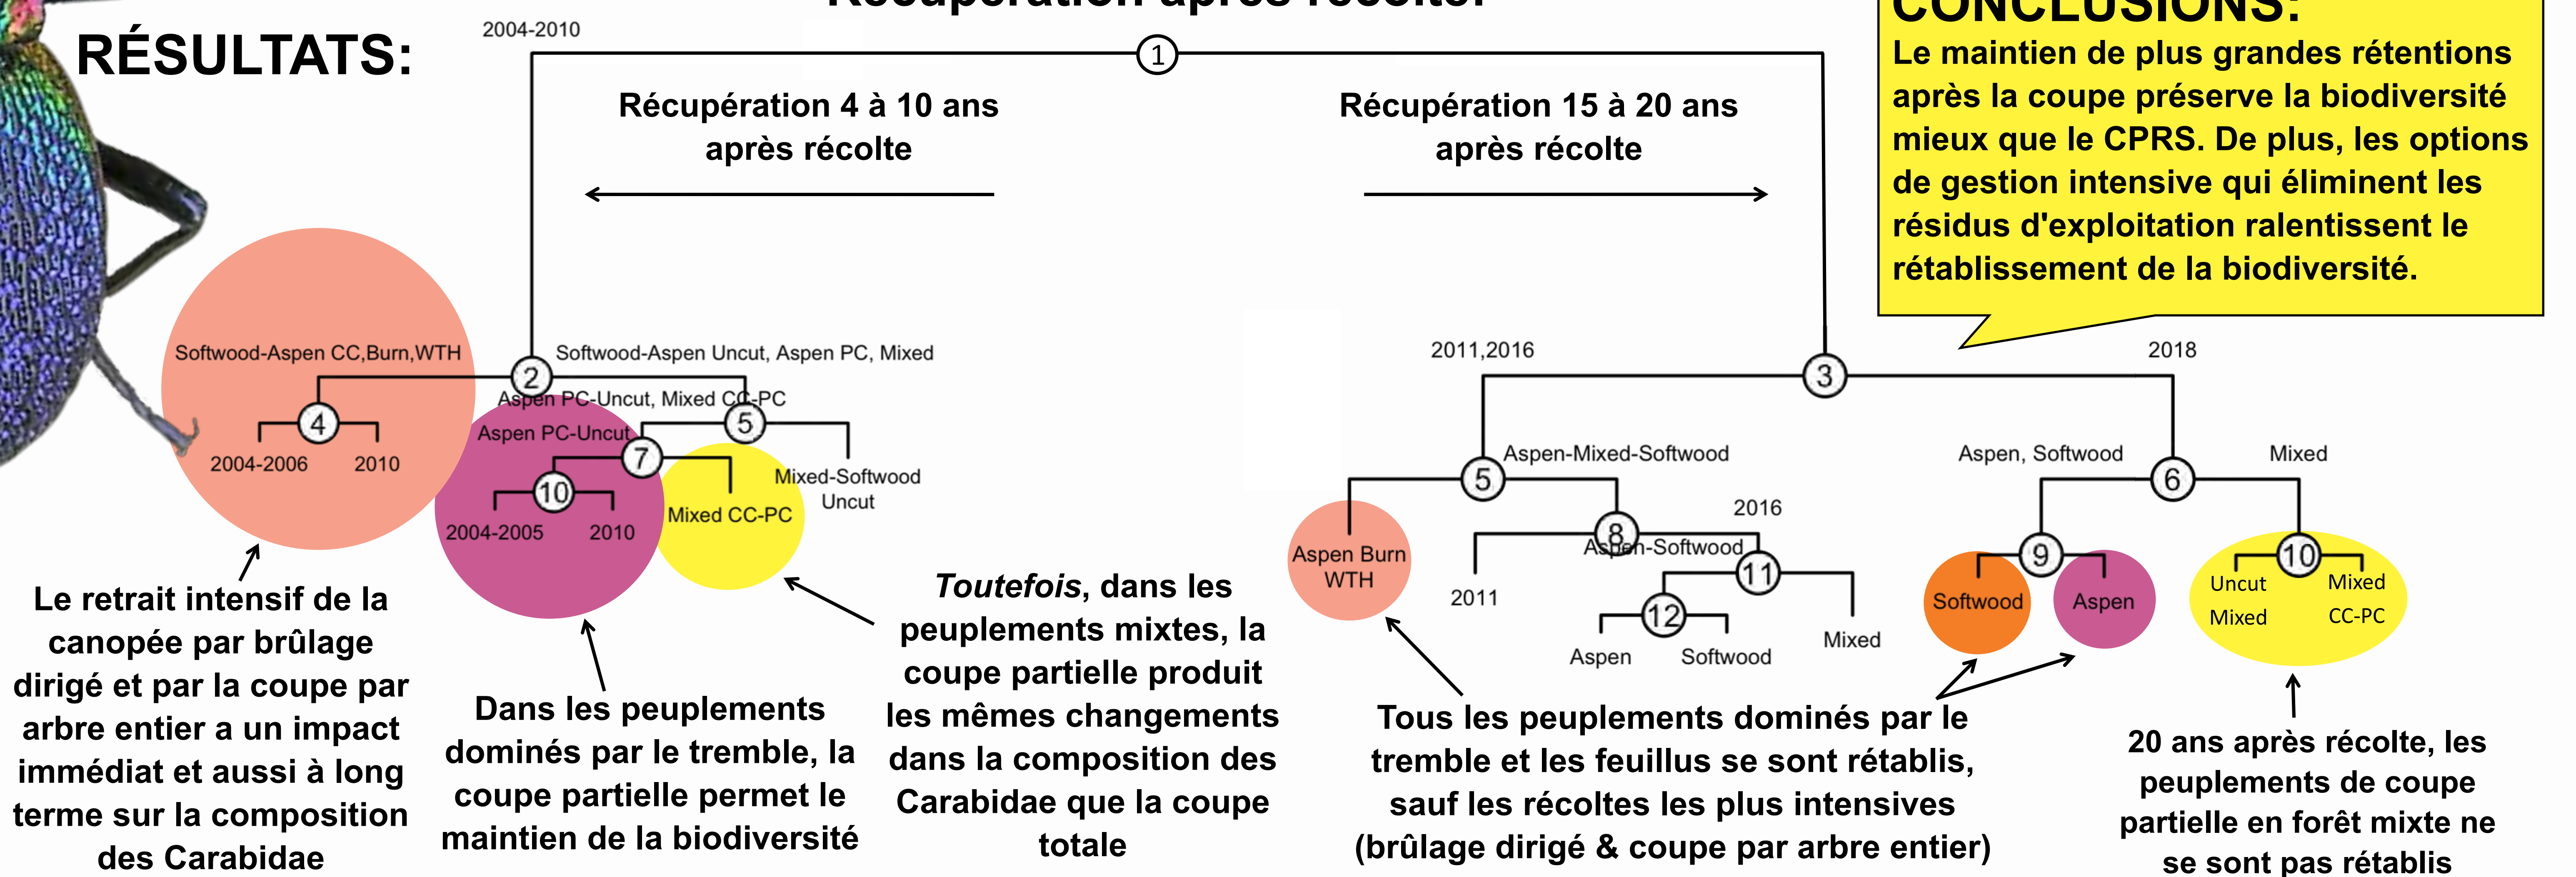 Récupération après récolte:
RÉSULTATS:
2004-2010
1
Récupération 4 à 10 ans
après récolte
Récupération 15 à 20 ans
après récolte
CONCLUSIONS:
Le maintien de plus grandes rétentions
après la coupe préserve la biodiversité
mieux que le CPRS. De plus, les options
de gestion intensive qui éliminent les
résidus d'exploitation ralentissent le
rétablissement de la biodiversité.
Softwood-Aspen CC,Burn,WTH
2
Softwood-Aspen Uncut, Aspen PC, Mixed
Aspen PC-Uncut, Mixed CC-PC
4
2004-2006
2010
5
Aspen PC-Uncut
7
Mixed-Softwood
Uncut
10
2004-2005
2010
Mixed CC-PC
2011,2016
3
2018
5
Aspen-Mixed-Softwood
Aspen Burn
WTH
8
2016
Aspen-Softwood
2011
11
12
Aspen
Softwood
Mixed
Aspen, Softwood
6
Mixed
9
Softwood
Aspen
10
Uncut
Mixed
Mixed
CC-PC
Le retrait intensif de la
canopée par brûlage
dirigé et par la coupe par
arbre entier a un impact
immédiat et aussi à long
terme sur la composition
des Carabidae
Dans les peuplements
dominés par le tremble, la
coupe partielle permet le
maintien de la biodiversité
Toutefois, dans les
peuplements mixtes, la
coupe partielle produit
les mêmes changements
dans la composition des
Carabidae que la coupe
totale
Tous les peuplements dominés par le
tremble et les feuillus se sont rétablis,
sauf les récoltes les plus intensives
(brûlage dirigé & coupe par arbre entier)
20 ans après récolte, les
peuplements de coupe
partielle en forêt mixte ne
se sont pas rétablis